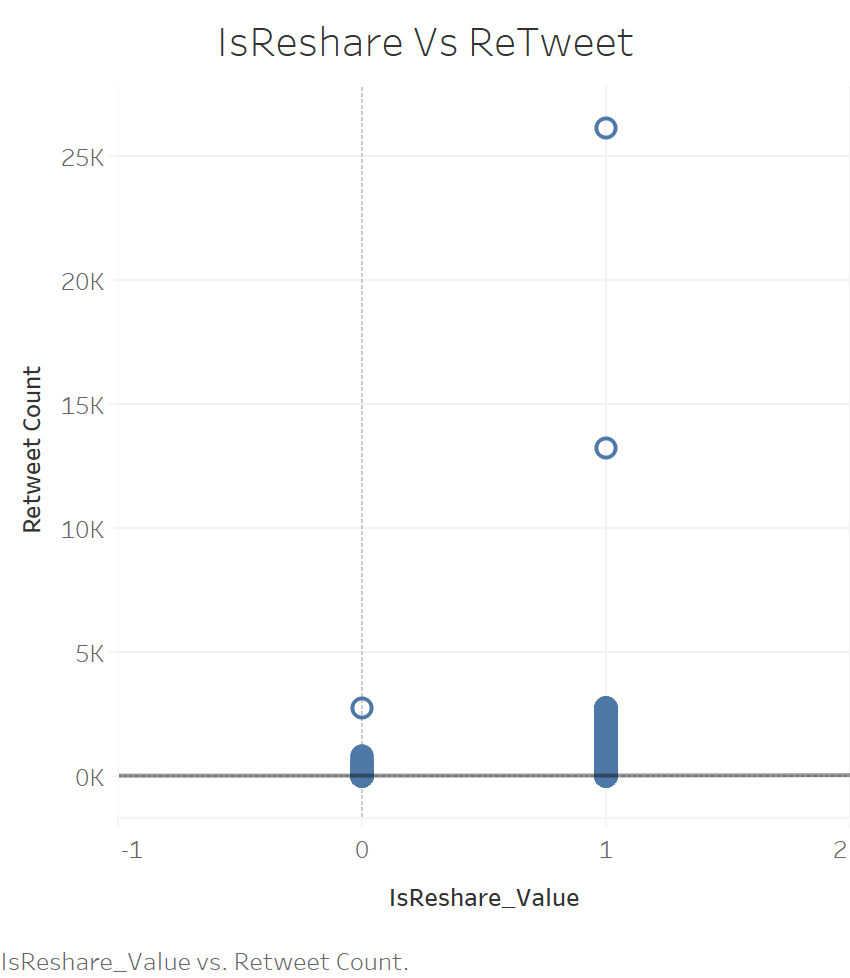 IsReshare Vs ReTweet
25K
20K
15K
10K
5K
0K
Retweet Count
-1 0 1 2
IsReshare_Value
IsReshare_Value vs. Retweet Count.